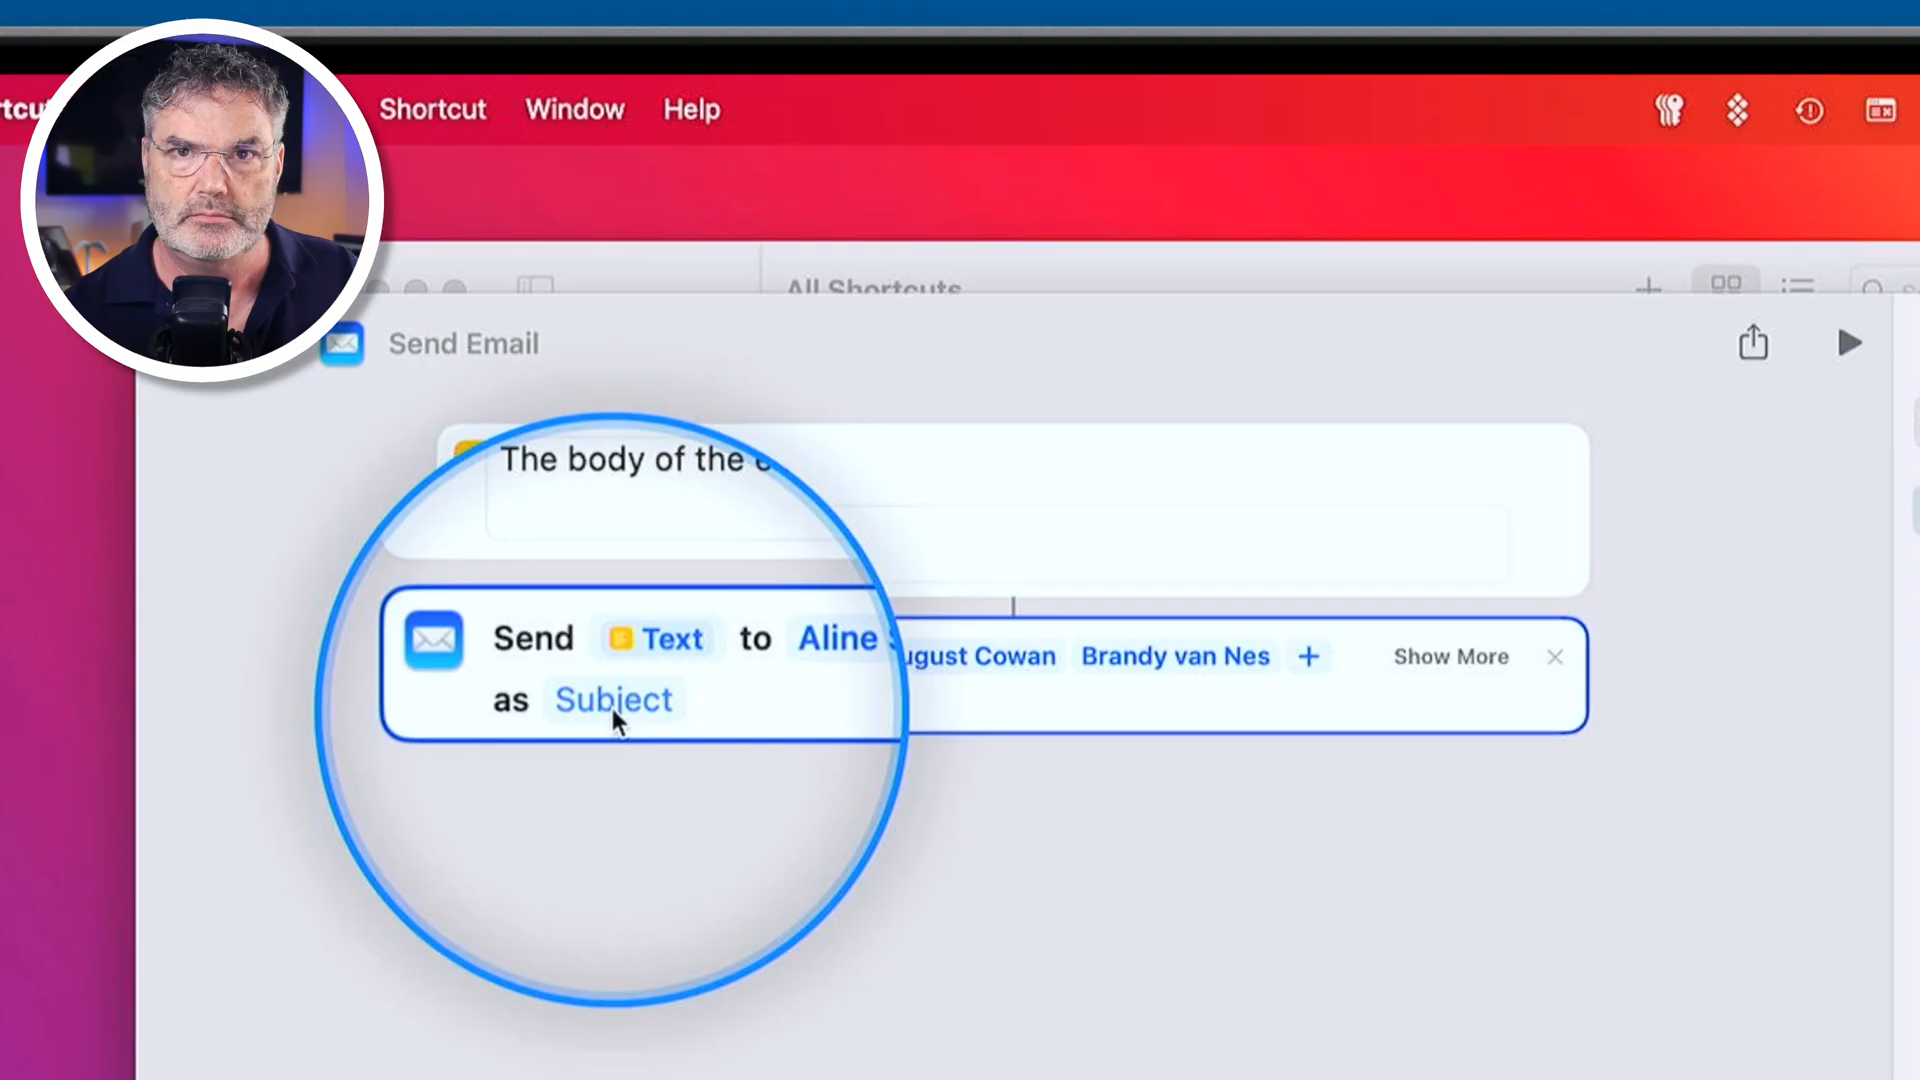 Shortcut Window Help
All Shortcuts
Send Email
The body of the
Send Text to Aline August Cowan Brandy van Nes + Show More
as Subject